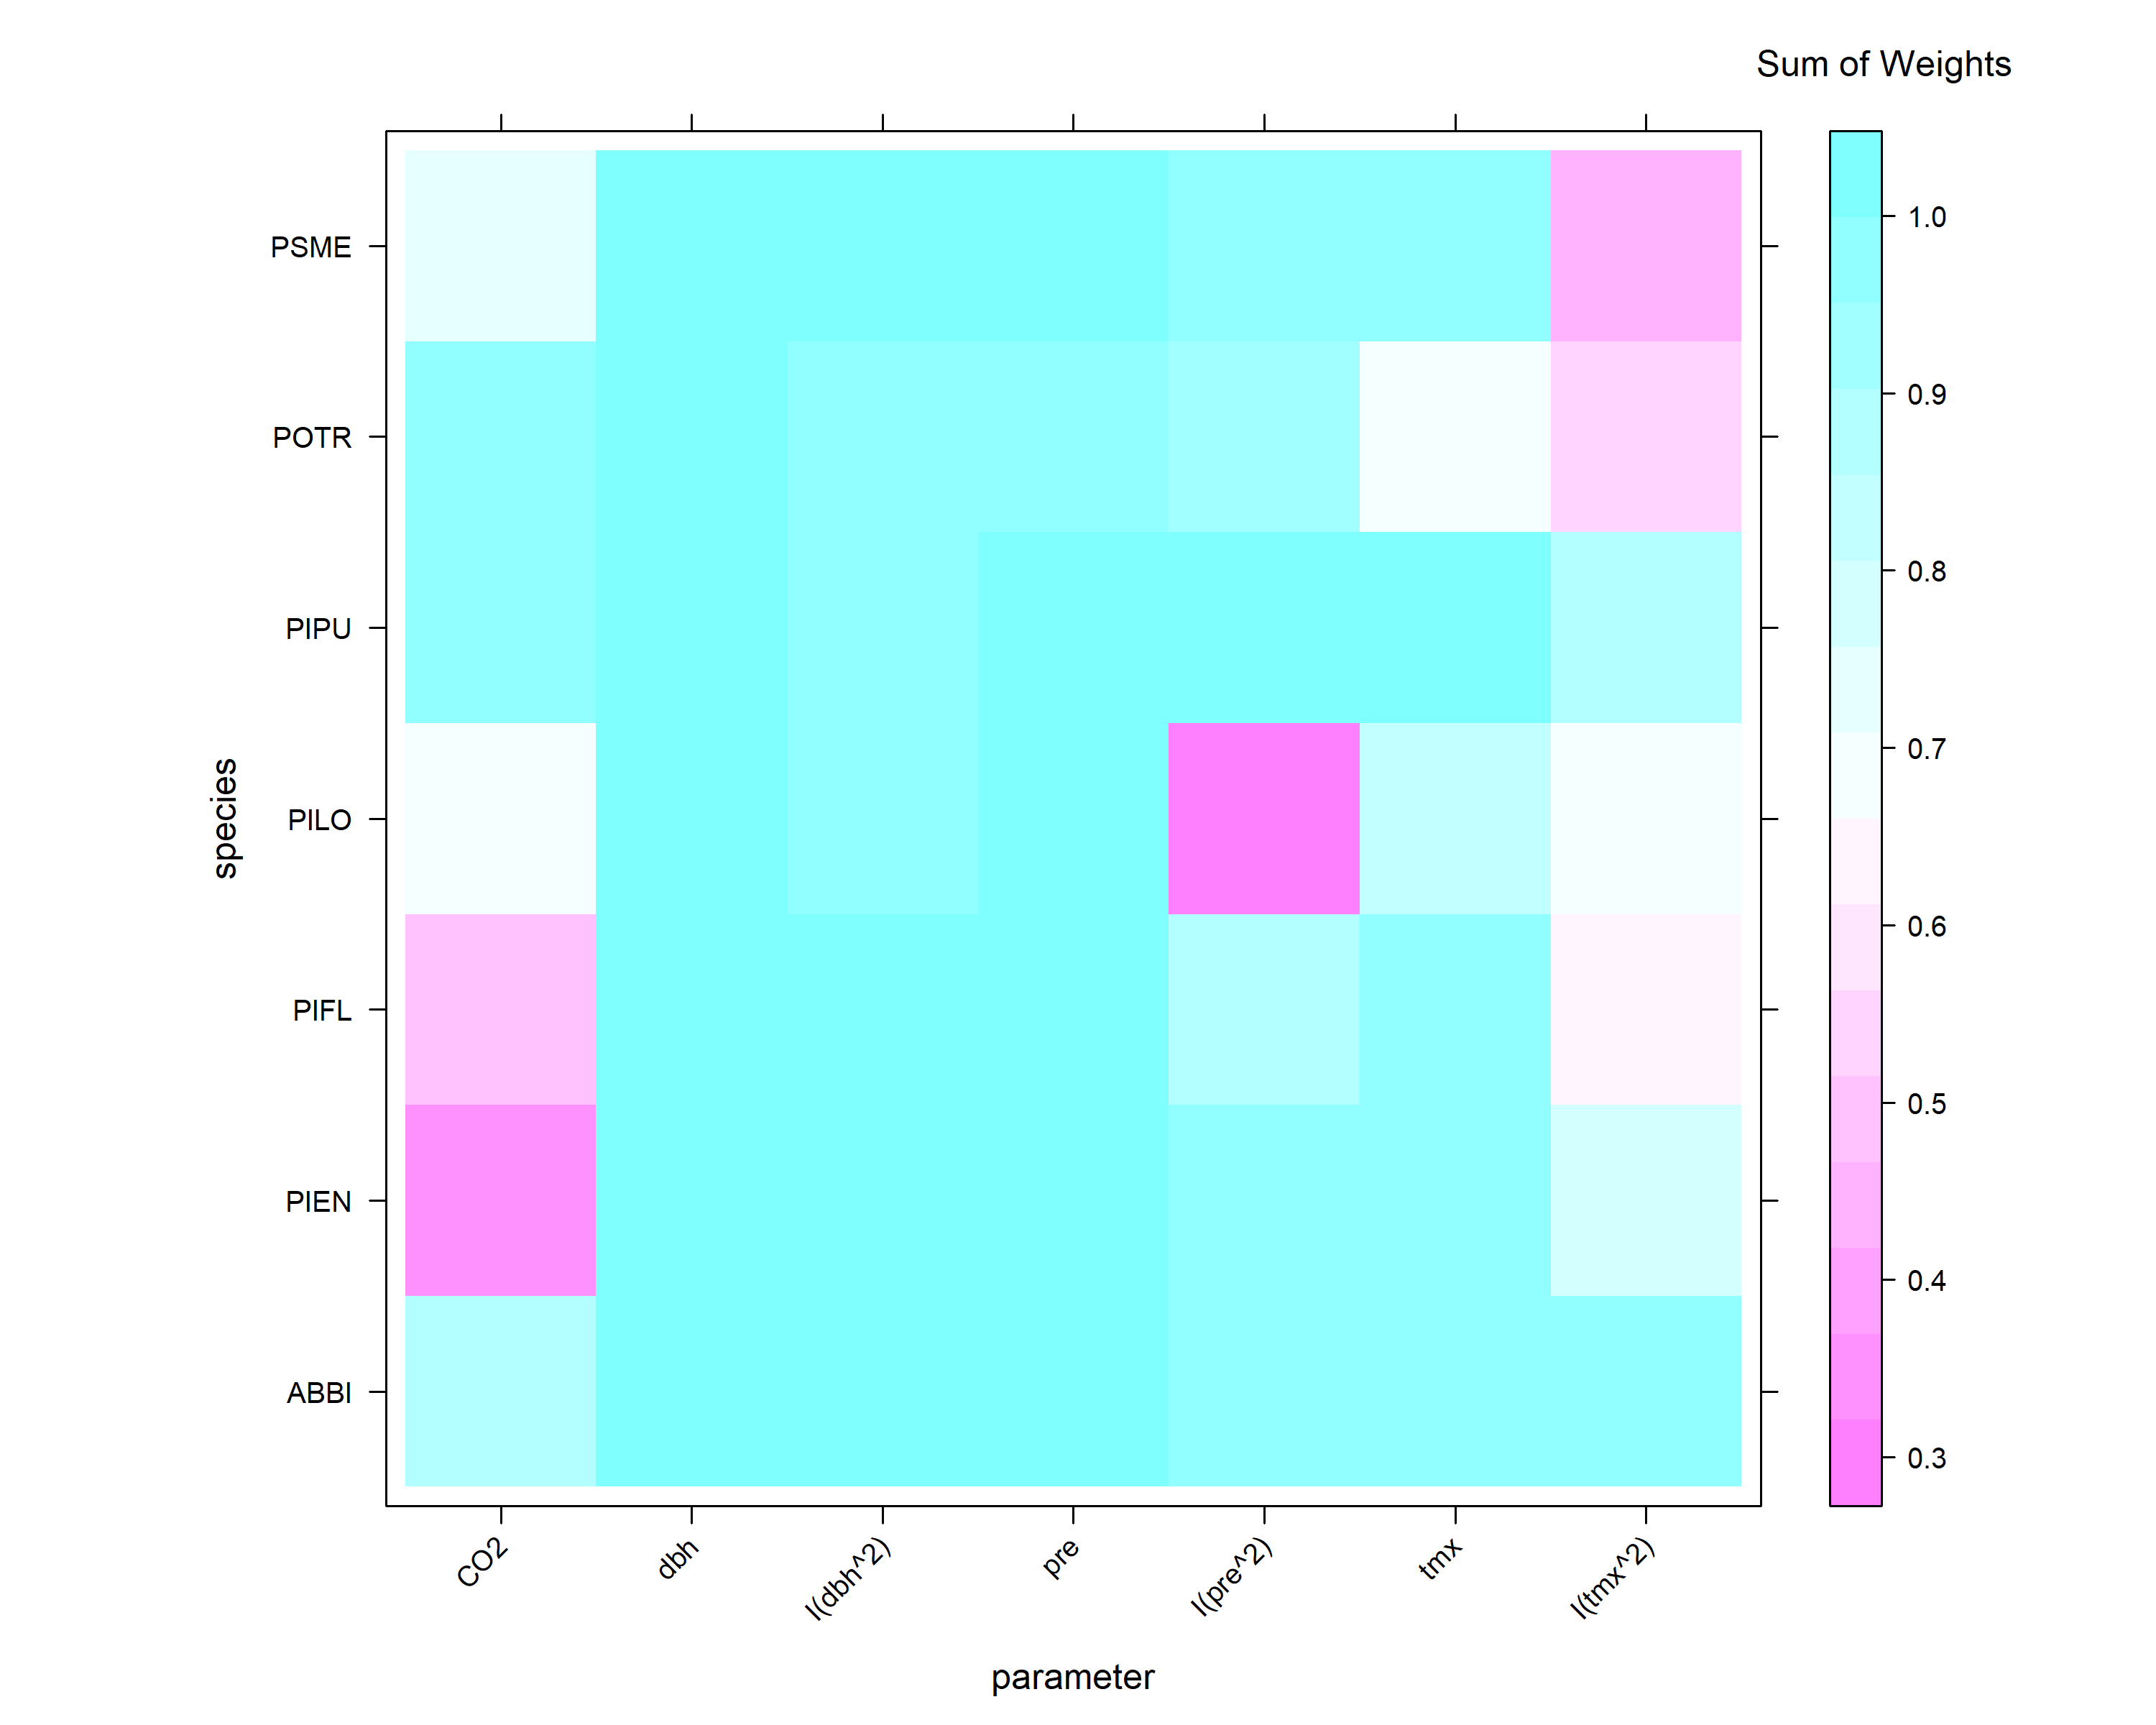 Sum of Weights
PSME
POTR
PIPU
PILO
PIFL
PIEN
ABBI
species
CO2
dbh
I(dbh^2)
pre
I(pre^2)
tmx
I(tmx^2)
parameter
1.0
0.9
0.8
0.7
0.6
0.5
0.4
0.3